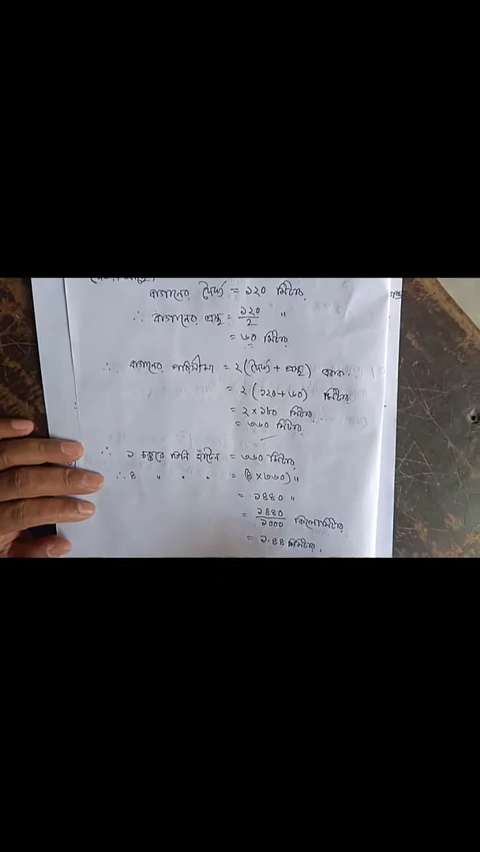 বাগানের দৈর্ঘ্য = ১২০ মিটার
∴ বাগানের প্রস্থ = ১২০/2 "
= ৬০ মিটার
∴ বাগানের পরিসীমা = ২(দৈর্ঘ্য + প্রস্থ) একক
= ২ (১২০+৬০) মিটার
= ২ × ১৮০ মিটার
= ৩৬০ মিটার
∴ ১ চক্করে তিনি হাঁটেন = ৩৬০ মিটার
∴ ৪ " " " = (৪ × ৩৬০) "
= ১৪৪০ "
= ১৪৪০/১০০০ কিলোমিটার
= ১.৪৪